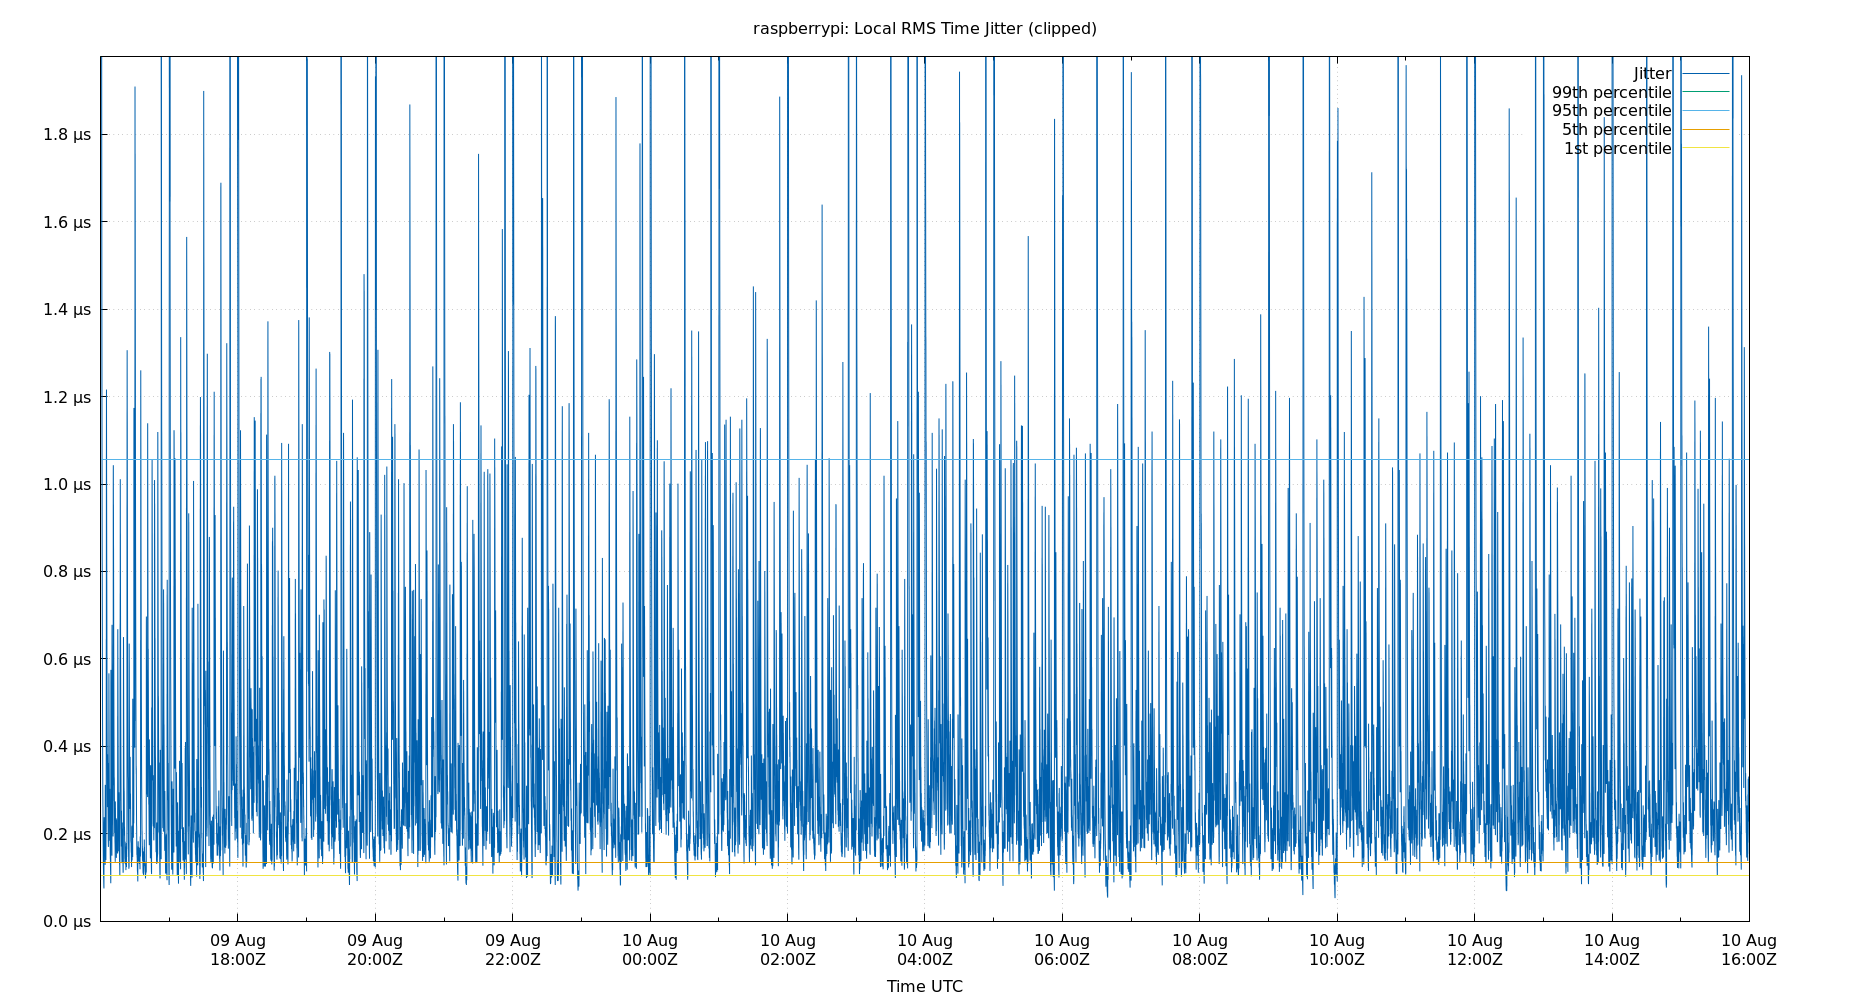 raspberrypi: Local RMS Time Jitter (clipped)
Jitter
99th percentile
95th percentile
5th percentile
1st percentile
1.8 μs
1.6 μs
1.4 μs
1.2 μs
1.0 μs
0.8 μs
0.6 μs
0.4 μs
0.2 μs
0.0 μs
09 Aug 09 Aug 09 Aug 10 Aug 10 Aug 10 Aug 10 Aug 10 Aug 10 Aug 10 Aug 10 Aug 10 Aug
18:00Z 20:00Z 22:00Z 00:00Z 02:00Z 04:00Z 06:00Z 08:00Z 10:00Z 12:00Z 14:00Z 16:00Z
Time UTC